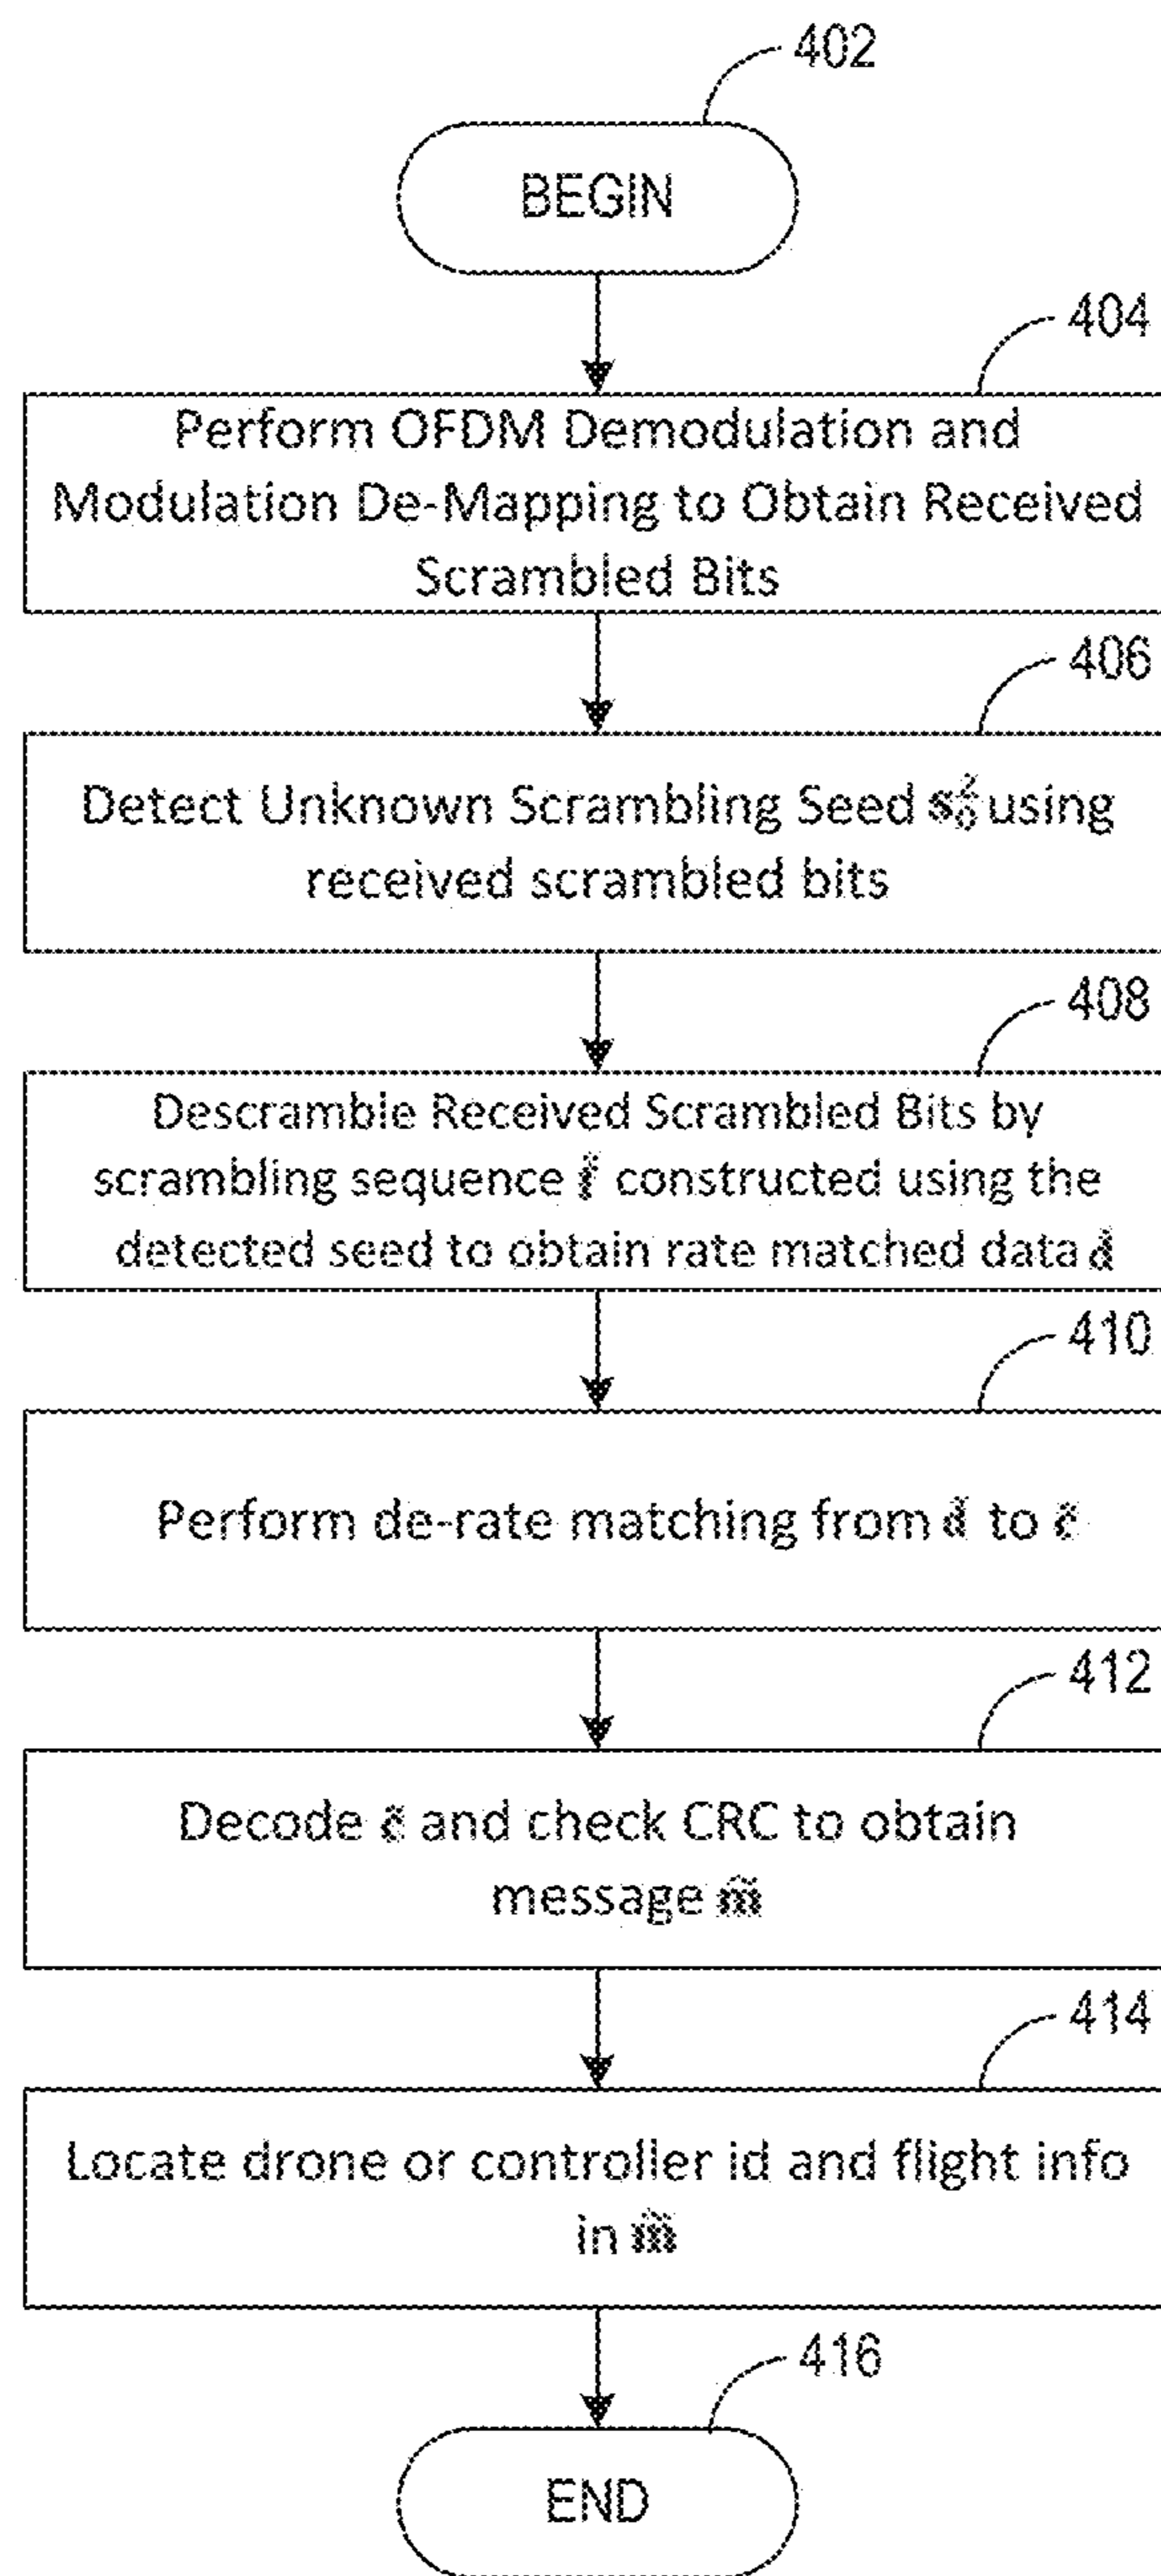 402
BEGIN
404
Perform OFDM Demodulation and
Modulation De-Mapping to Obtain Received
Scrambled Bits
406
Detect Unknown Scrambling Seed using
received scrambled bits
408
Descramble Received Scrambled Bits by
scrambling sequence constructed using the
detected seed to obtain rate matched data
410
Perform de-rate matching from to
412
Decode and check CRC to obtain
message
414
Locate drone or controller id and flight info
in
416
END